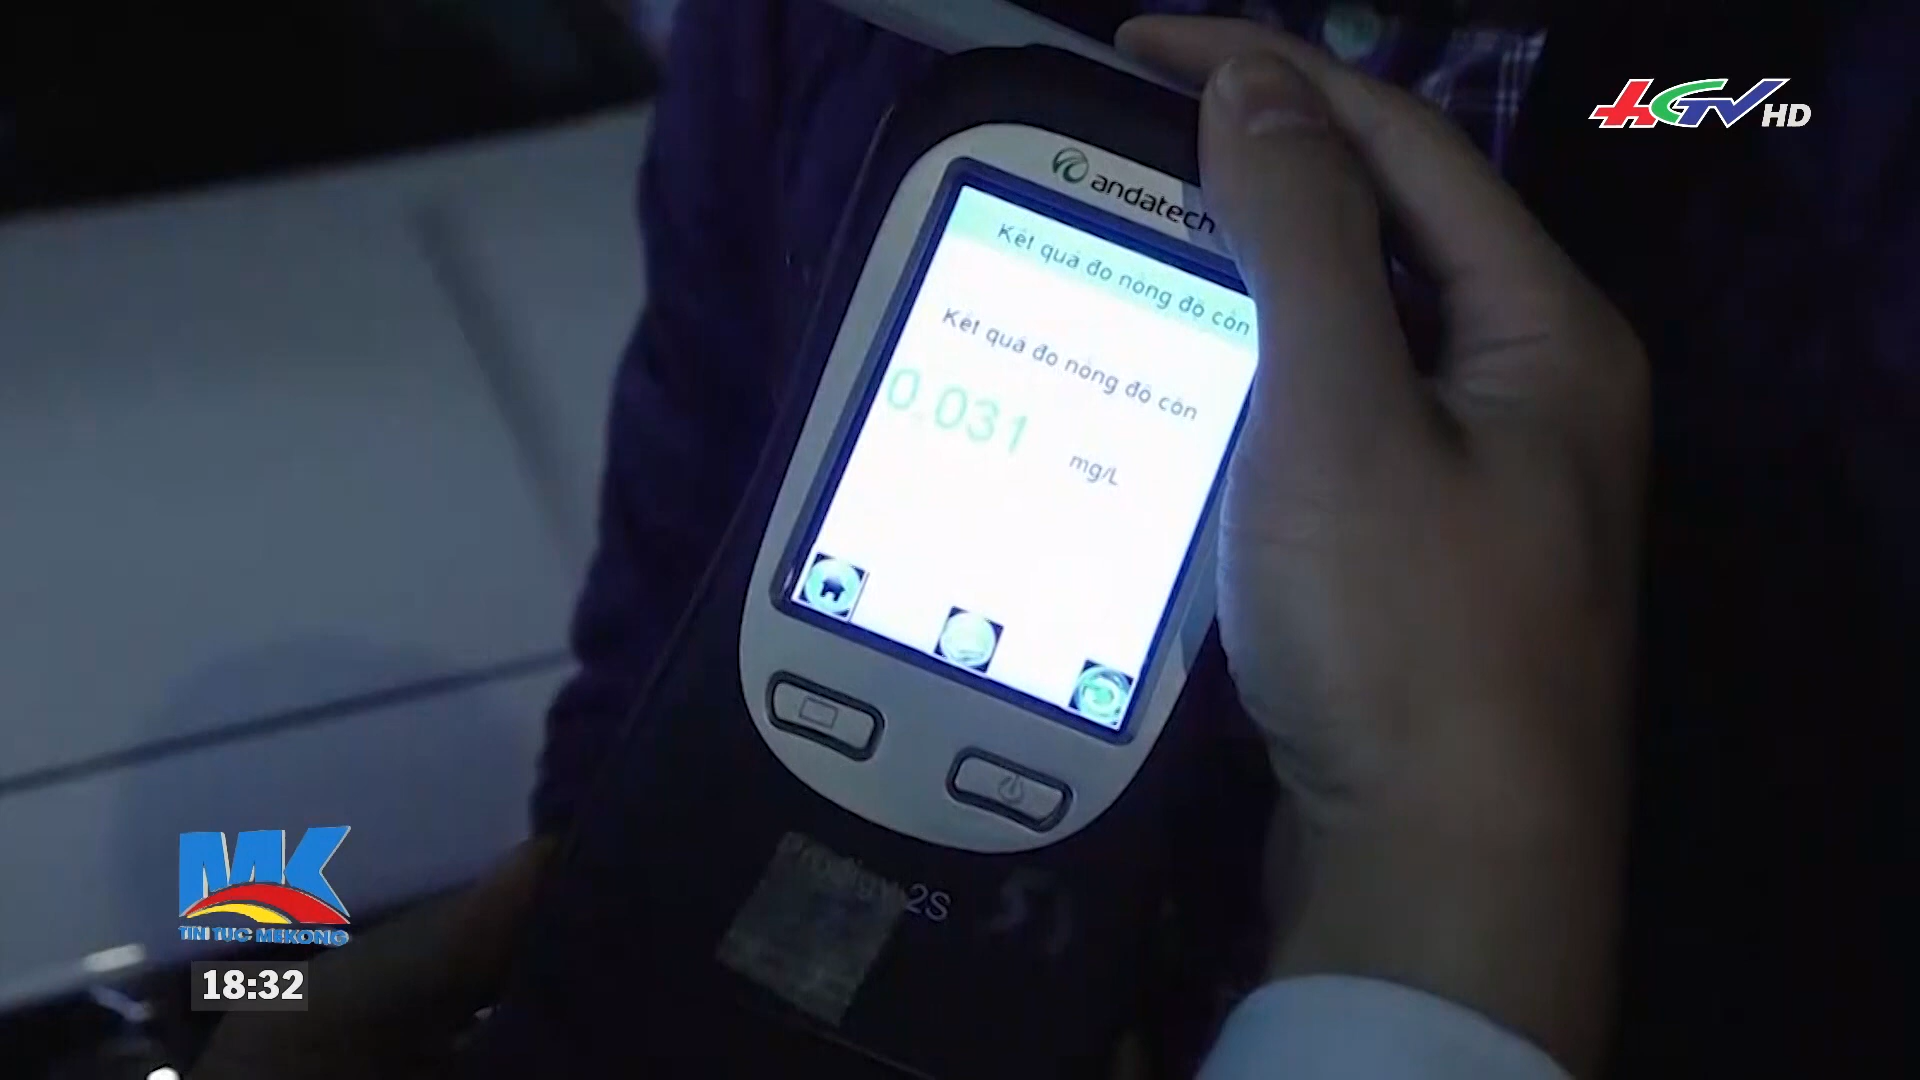 HGTV HD
andatech
Kết quả đo nồng độ cồn
Kết quả đo nồng độ cồn
0.031
mg/L
2S
MK
TIN TỨC MEKONG
18:32